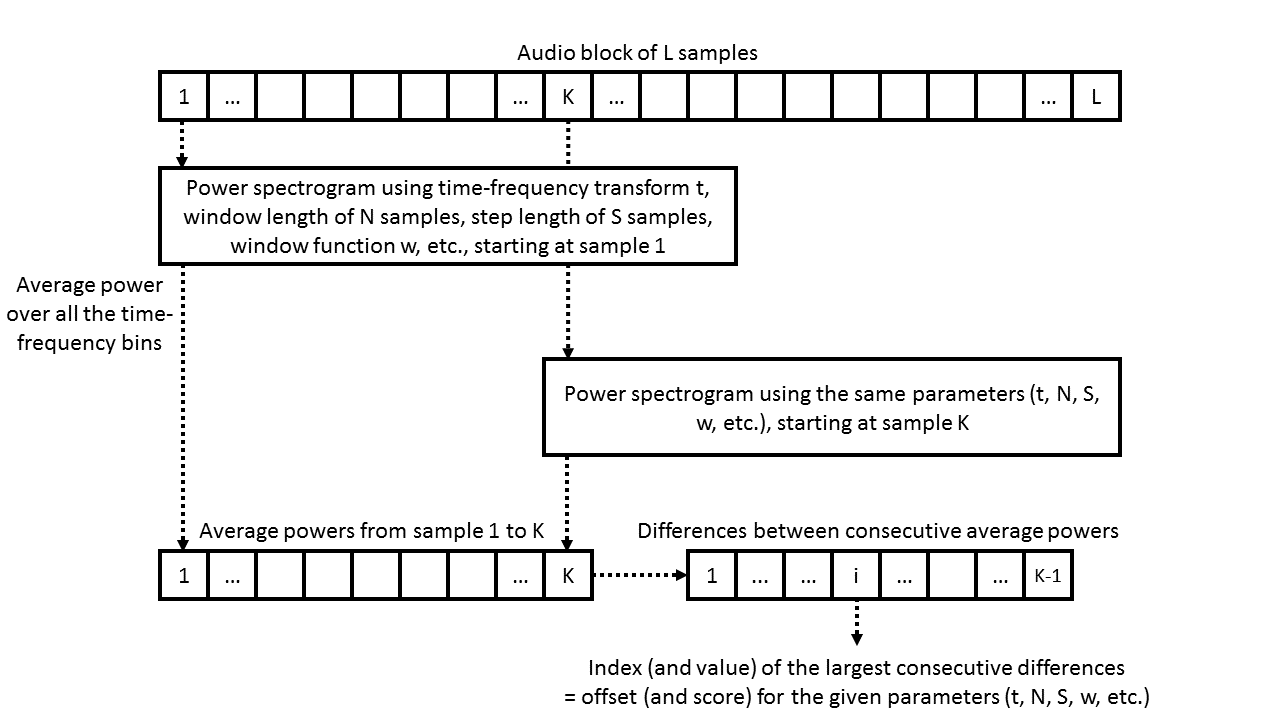 Audio block of L samples
1 ... ... K ... ... L
Power spectrogram using time-frequency transform t,
window length of N samples, step length of S samples,
window function w, etc., starting at sample 1
Average power
over all the time-
frequency bins
Power spectrogram using the same parameters (t, N, S,
w, etc.), starting at sample K
Average powers from sample 1 to K
1 ... ... K
Differences between consecutive average powers
1 ... ... i ... ... K-1
Index (and value) of the largest consecutive differences
= offset (and score) for the given parameters (t, N, S, w, etc.)